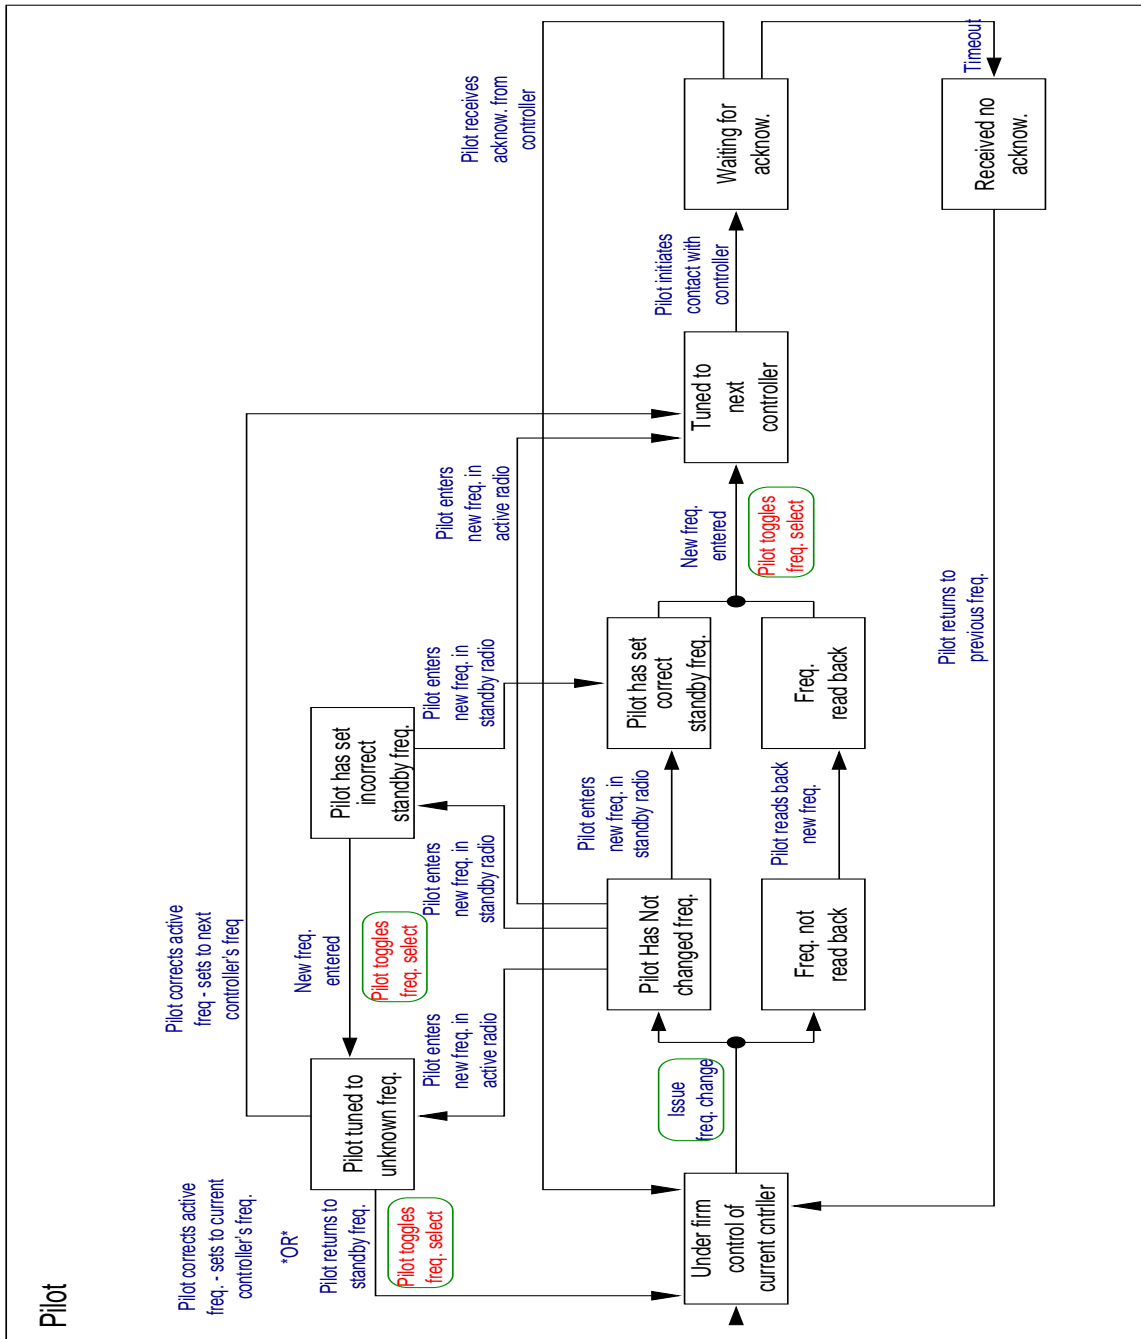 Pilot
Pilot corrects active
freq. - sets to current
controller's freq.
*OR*
Pilot returns to
standby freq.
Pilot toggles
freq. select
Pilot corrects active
freq - sets to next
controller's freq
Pilot tuned to
unknown freq.
New freq.
entered
Pilot toggles
freq. select
Pilot has set
incorrect
standby freq.
Pilot enters
new freq. in
active radio
Pilot enters
new freq. in
standby radio
Pilot enters
new freq. in
standby radio
Pilot enters
new freq. in
active radio
Pilot receives
acknow. from
controller
Under firm
control of
current cntrller
Issue
freq. change
Pilot Has Not
changed freq.
Pilot enters
new freq. in
standby radio
Pilot has set
correct
standby freq.
Freq. not
read back
Pilot reads back
new freq.
Freq.
read back
New freq.
entered
Pilot toggles
freq. select
Tuned to
next
controller
Pilot initiates
contact with
controller
Waiting for
acknow.
Timeout
Received no
acknow.
Pilot returns to
previous freq.